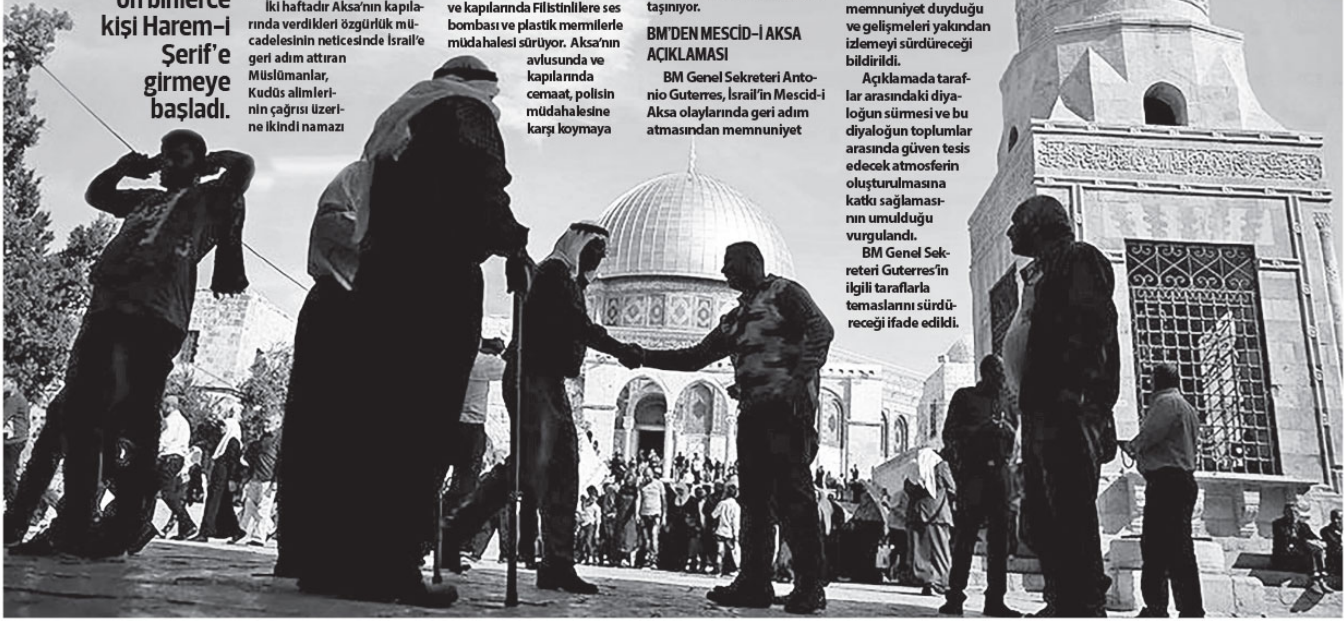 on binlerce
kişi Harem-i
Şerif'e
girmeye
başladı.
İki haftadır Aksa'nın kapıla-
rında verdikleri özgürlük mü-
cadelesinin neticesinde İsrail'e
geri adım attıran
Müslümanlar,
Kudüs alimleri-
nin çağrısı üzeri-
ne ikindi namazı
ve kapılarında Filistinlilere ses
bombası ve plastik mermilerle
müdahalesi sürüyor. Aksa'nın
avlusunda ve
kapılarında
cemaat, polisin
müdahalesine
karşı koymaya
taşınıyor.
BM'DEN MESCİD-İ AKSA
AÇIKLAMASI
BM Genel Sekreteri Anto-
nio Guterres, İsrail'in Mescid-i
Aksa olaylarında geri adım
atmasından memnuniyet
memnuniyet duyduğu
ve gelişmeleri yakından
izlemeyi sürdüreceği
bildirildi.
Açıklamada taraf-
lar arasındaki diya-
loğun sürmesi ve bu
diyaloğun toplumlar
arasında güven tesis
edecek atmosferin
oluşturulmasına
katkı sağlaması-
nın umulduğu
vurgulandı.
BM Genel Sek-
reteri Guterres'in
ilgili taraflarla
temaslarını sürdü-
receği ifade edildi.